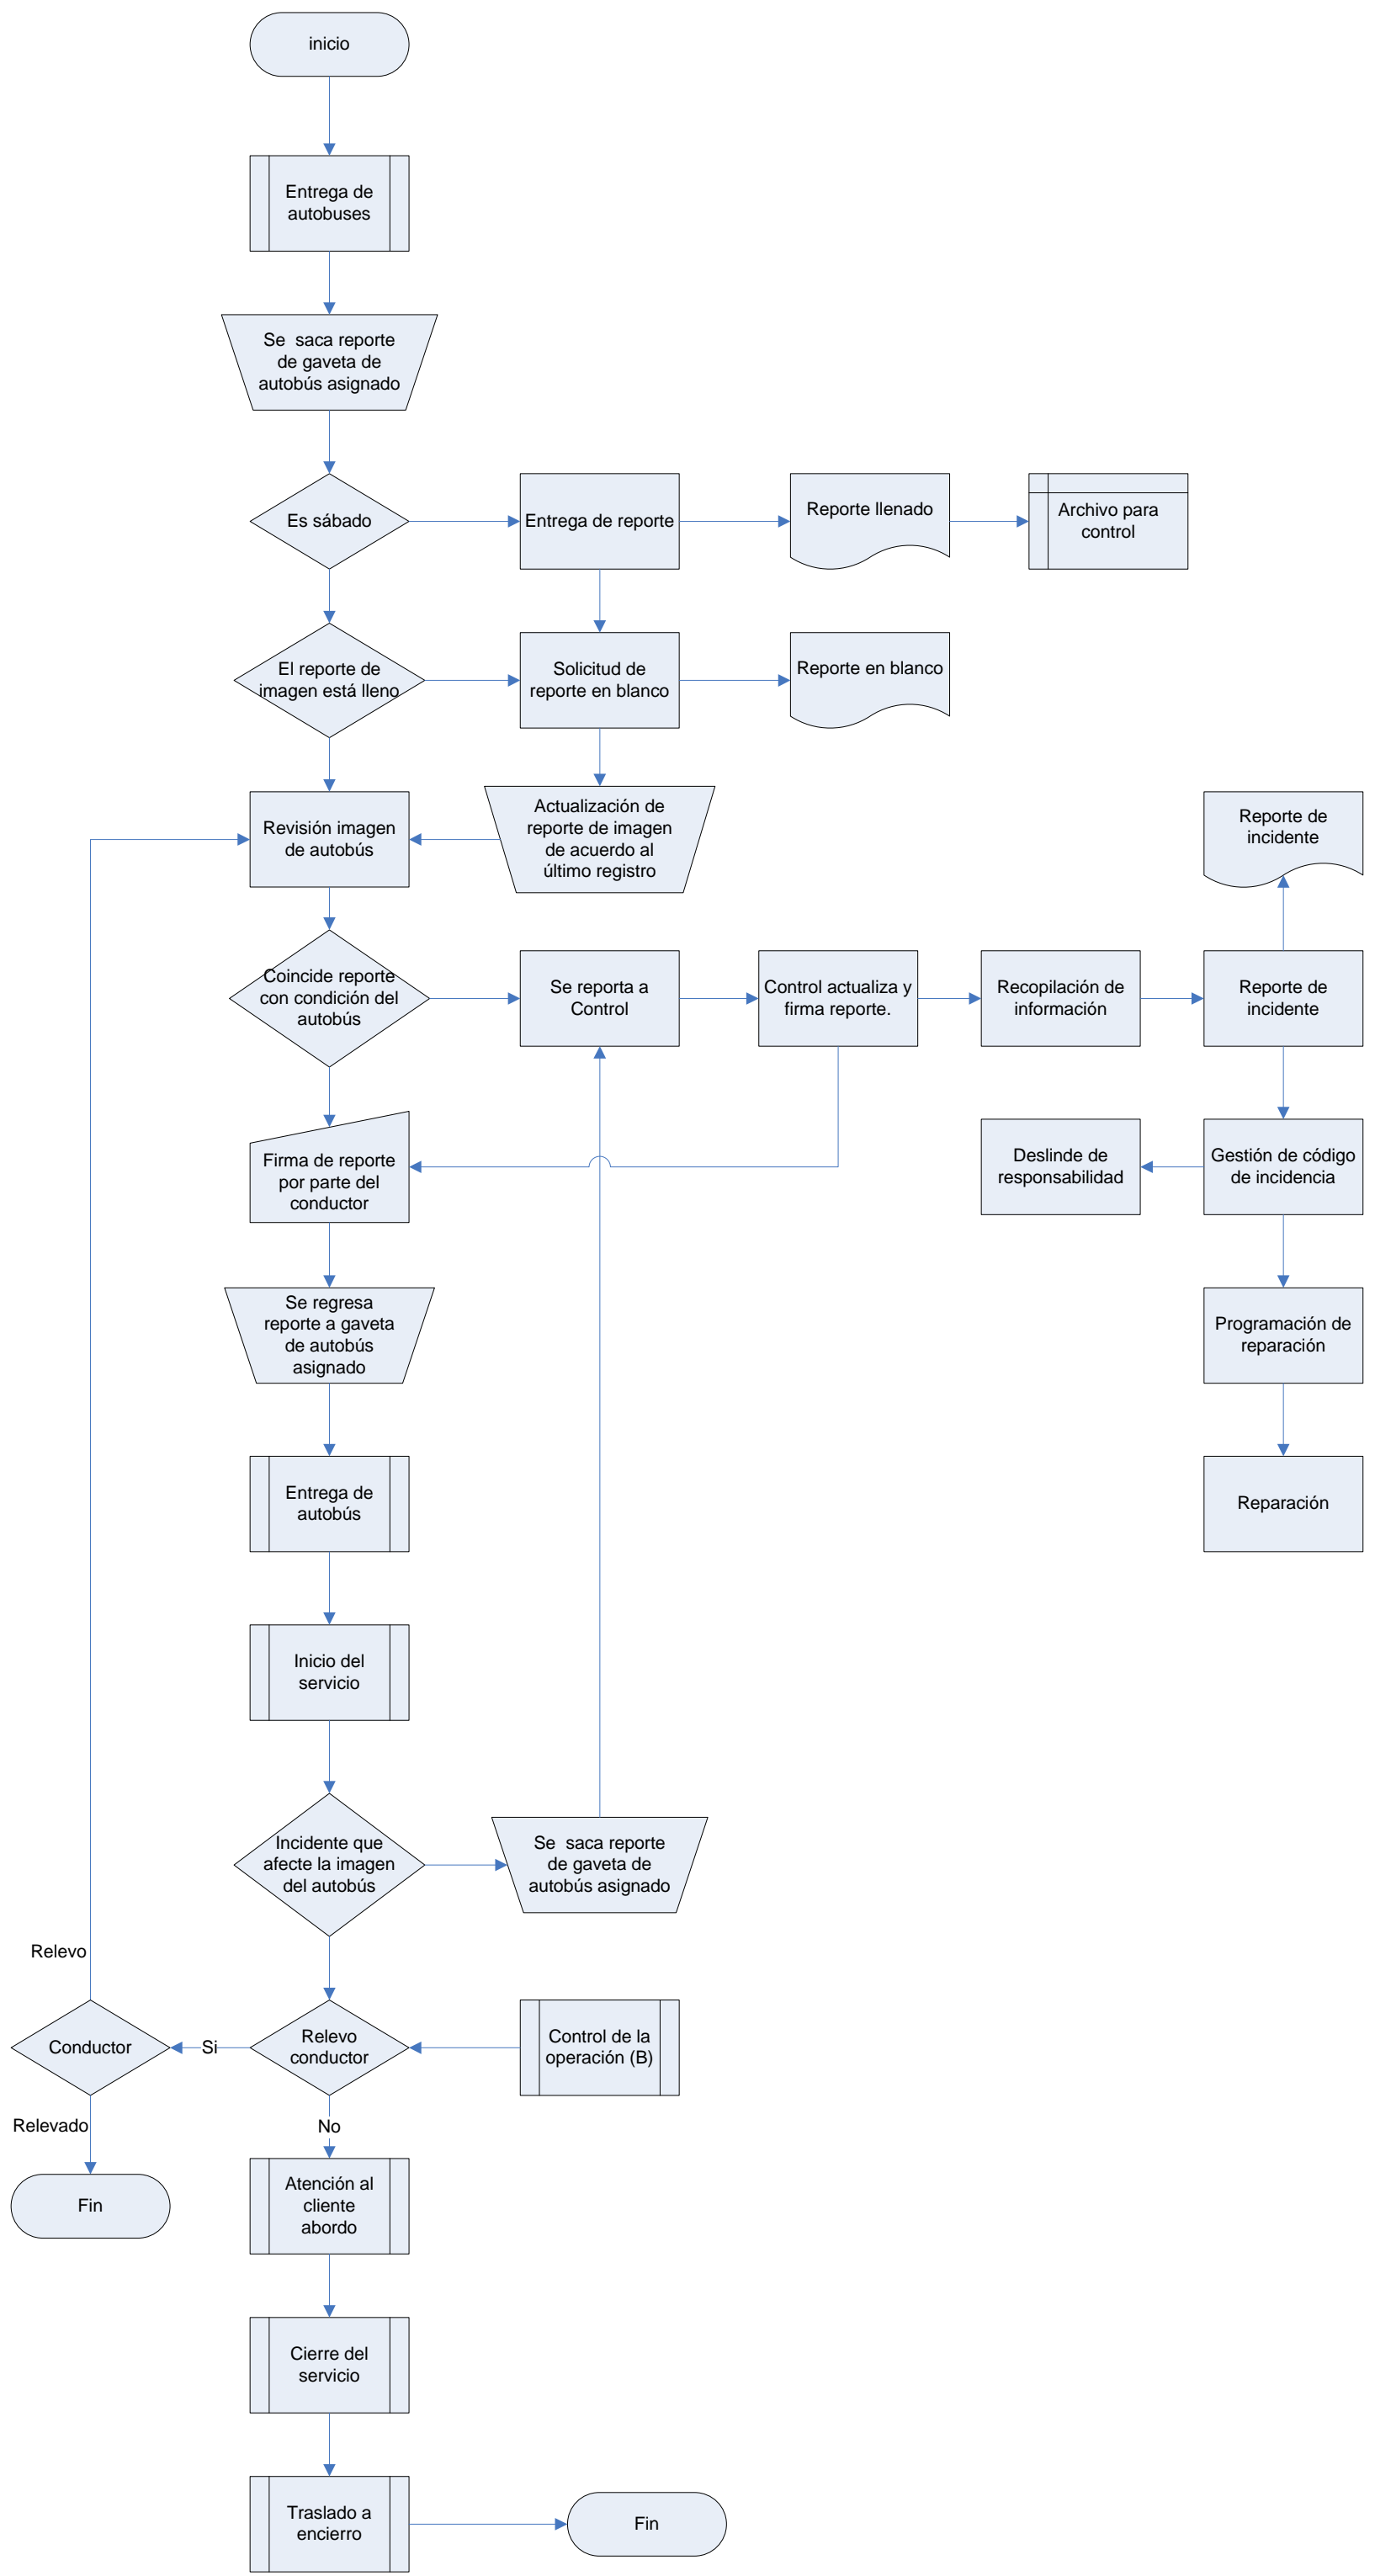 inicio
Entrega de
autobuses
Se saca reporte
de gaveta de
autobús asignado
Es sábado
Entrega de reporte
Reporte llenado
Archivo para
control
El reporte de
imagen está lleno
Solicitud de
reporte en blanco
Reporte en blanco
Revisión imagen
de autobús
Actualización de
reporte de imagen
de acuerdo al
último registro
Reporte de
incidente
Coincide reporte
con condición del
autobús
Se reporta a
Control
Control actualiza y
firma reporte.
Recopilación de
información
Reporte de
incidente
Firma de reporte
por parte del
conductor
Deslinde de
responsabilidad
Gestión de código
de incidencia
Se regresa
reporte a gaveta
de autobús
asignado
Programación de
reparación
Entrega de
autobús
Reparación
Inicio del
servicio
Incidente que
afecte la imagen
del autobús
Se saca reporte
de gaveta de
autobús asignado
Relevo
Conductor
Si
Relevo
conductor
Control de la
operación (B)
Relevado
No
Fin
Atención al
cliente
abordo
Cierre del
servicio
Traslado a
encierro
Fin